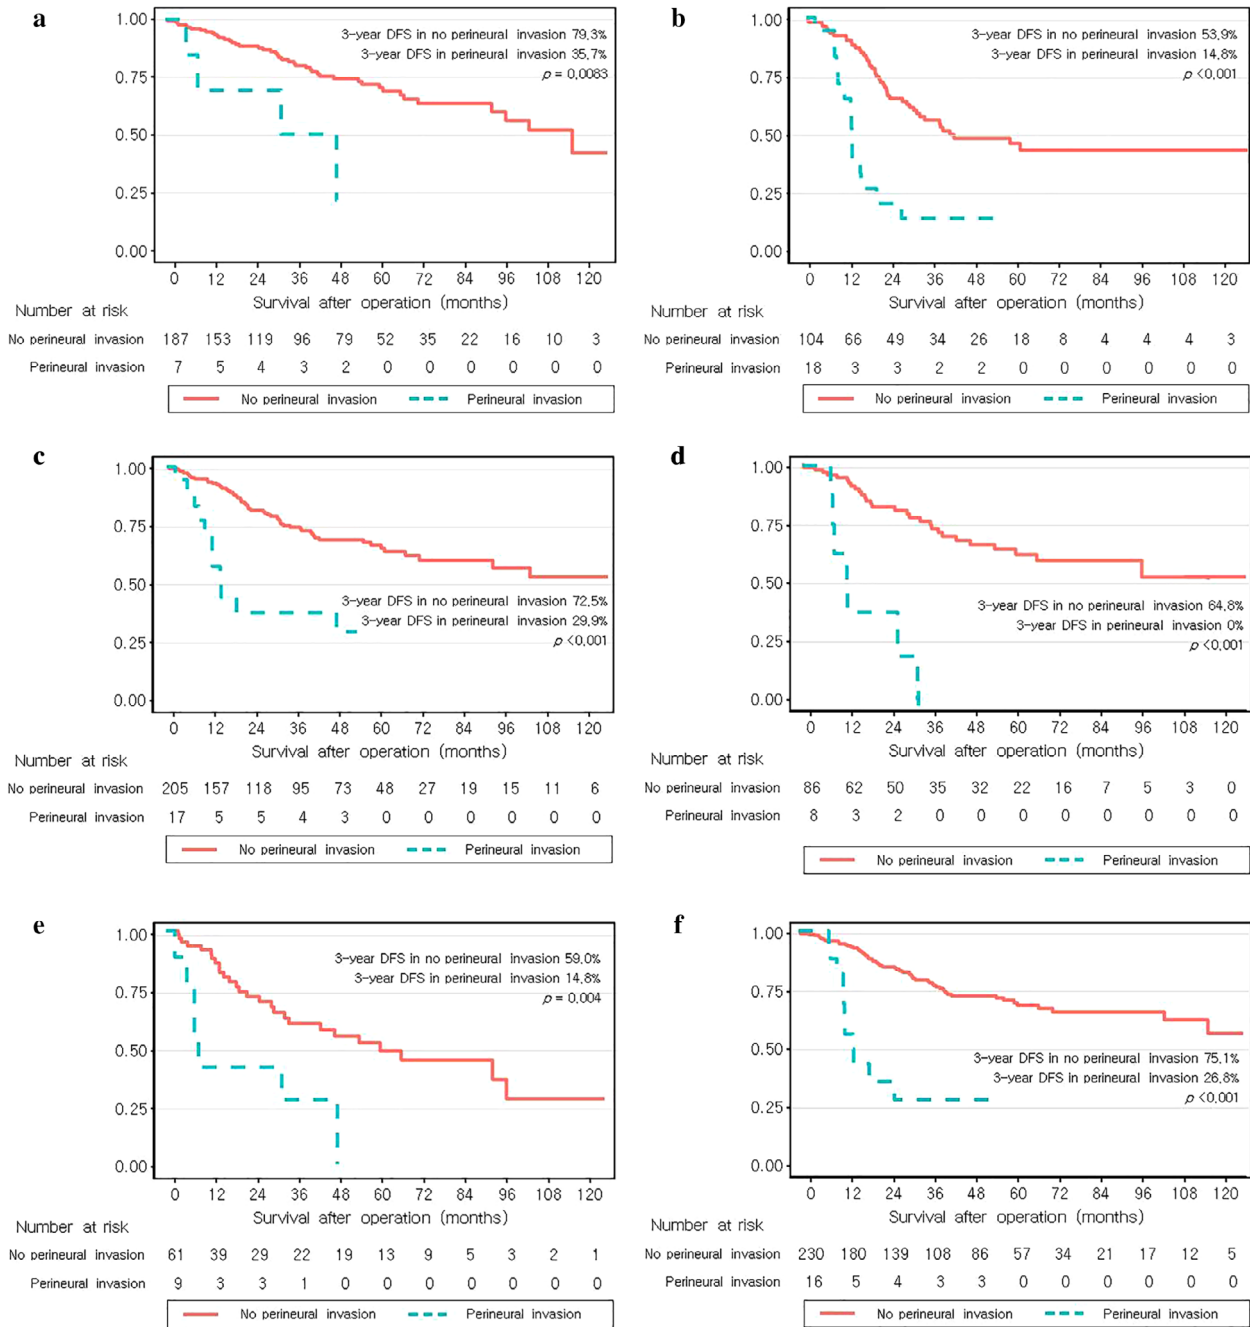 a
1.00
0.75
0.50
0.25
0.00
3-year DFS in no perineural invasion 79,3%
3-year DFS in perineural invasion 35,7%
p = 0,0083
0 12 24 36 48 60 72 84 96 108 120
Survival after operation (months)
Number at risk
No perineural invasion 187 153 119 96 79 52 35 22 16 10 3
Perineural invasion 7 5 4 3 2 0 0 0 0 0 0
No perineural invasion Perineural invasion
b
1.00
0.75
0.50
0.25
0.00
3-year DFS in no perineural invasion 53,9%
3-year DFS in perineural invasion 14,8%
p <0,001
0 12 24 36 48 60 72 84 96 108 120
Survival after operation (months)
Number at risk
No perineural invasion 104 66 49 34 26 18 8 4 4 4 3
Perineural invasion 18 3 3 2 2 0 0 0 0 0 0
No perineural invasion Perineural invasion
c
1.00
0.75
0.50
0.25
0.00
3-year DFS in no perineural invasion 72,5%
3-year DFS in perineural invasion 29,9%
p <0,001
0 12 24 36 48 60 72 84 96 108 120
Survival after operation (months)
Number at risk
No perineural invasion 205 157 118 95 73 48 27 19 15 11 6
Perineural invasion 17 5 5 4 3 0 0 0 0 0 0
No perineural invasion Perineural invasion
d
1.00
0.75
0.50
0.25
0.00
3-year DFS in no perineural invasion 64,8%
3-year DFS in perineural invasion 0%
p <0,001
0 12 24 36 48 60 72 84 96 108 120
Survival after operation (months)
Number at risk
No perineural invasion 86 62 50 35 32 22 16 7 5 3 0
Perineural invasion 8 3 2 0 0 0 0 0 0 0 0
No perineural invasion Perineural invasion
e
1.00
0.75
0.50
0.25
0.00
3-year DFS in no perineural invasion 59,0%
3-year DFS in perineural invasion 14,8%
p = 0,004
0 12 24 36 48 60 72 84 96 108 120
Survival after operation (months)
Number at risk
No perineural invasion 61 39 29 22 19 13 9 5 3 2 1
Perineural invasion 9 3 3 1 0 0 0 0 0 0 0
No perineural invasion Perineural invasion
f
1.00
0.75
0.50
0.25
0.00
3-year DFS in no perineural invasion 75,1%
3-year DFS in perineural invasion 26,8%
p <0,001
0 12 24 36 48 60 72 84 96 108 120
Survival after operation (months)
Number at risk
No perineural invasion 230 180 139 108 86 57 34 21 17 12 5
Perineural invasion 16 5 4 3 3 0 0 0 0 0 0
No perineural invasion Perineural invasion